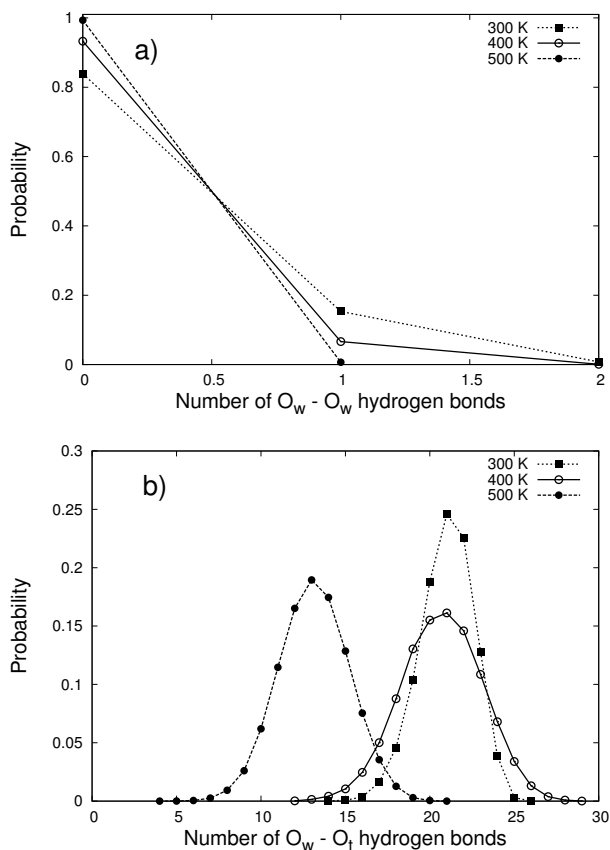 a)
300 K
400 K
500 K
Probability
1
0.8
0.6
0.4
0.2
0
0 0.5 1 1.5 2
Number of O_w - O_w hydrogen bonds
b)
300 K
400 K
500 K
Probability
0.3
0.25
0.2
0.15
0.1
0.05
0
0 5 10 15 20 25 30
Number of O_w - O_t hydrogen bonds